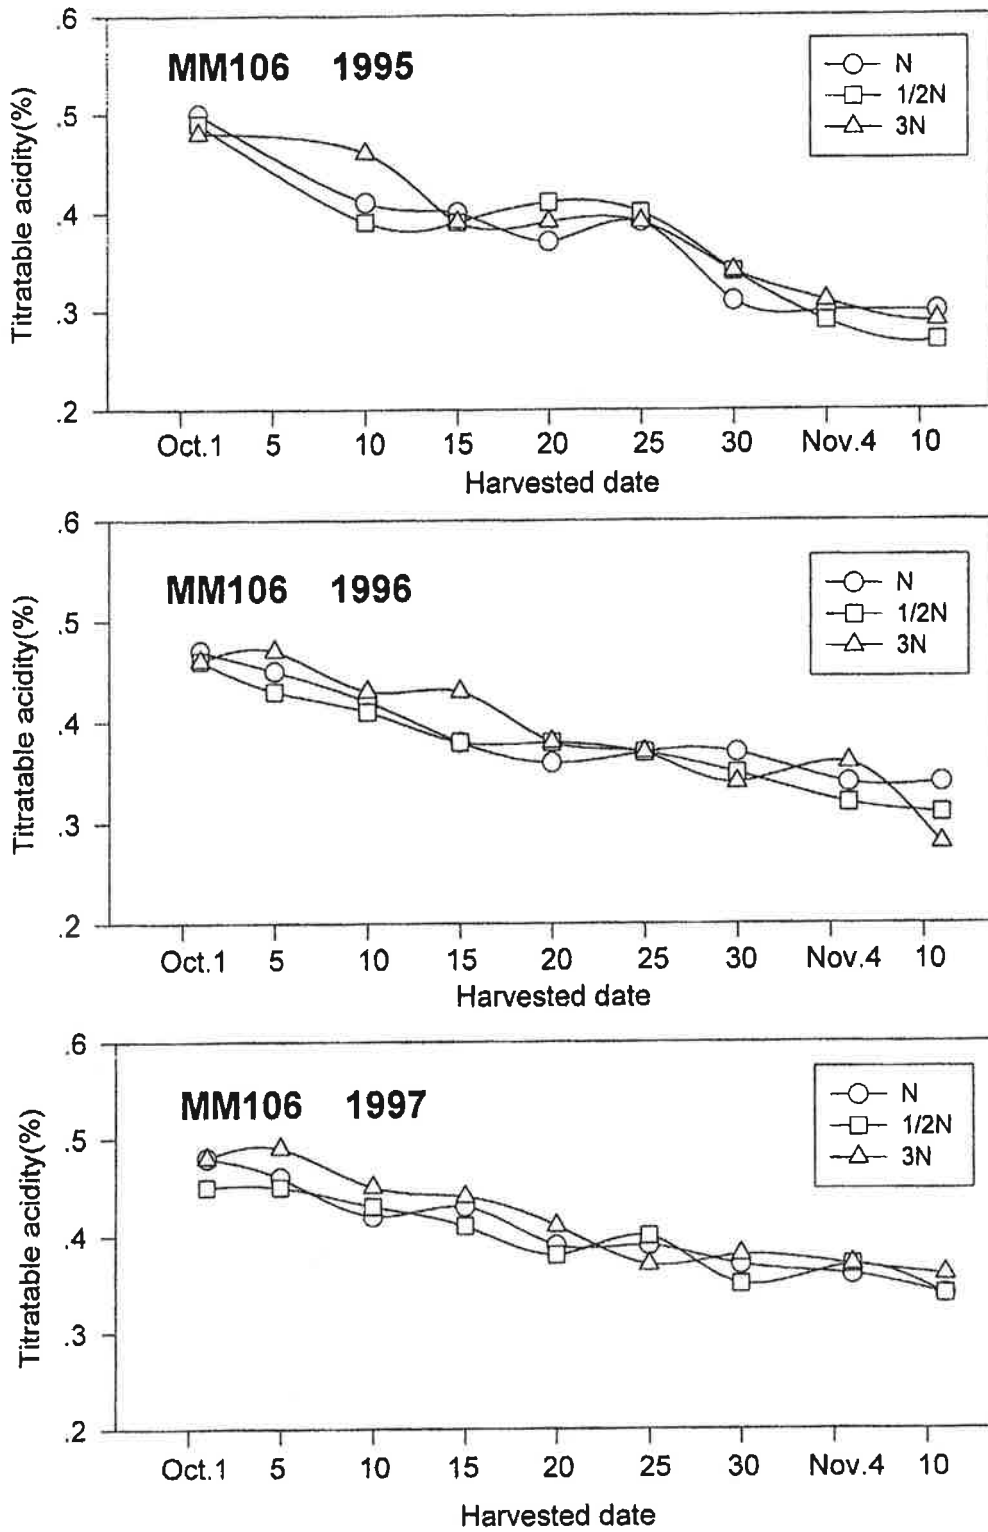 .6
MM106 1995
N
1/2N
3N
.5
.4
.3
.2
Titratable acidity(%)
Oct.1 5 10 15 20 25 30 Nov.4 10
Harvested date
.6
MM106 1996
N
1/2N
3N
.5
.4
.3
.2
Titratable acidity(%)
Oct.1 5 10 15 20 25 30 Nov.4 10
Harvested date
.6
MM106 1997
N
1/2N
3N
.5
.4
.3
.2
Titratable acidity(%)
Oct.1 5 10 15 20 25 30 Nov.4 10
Harvested date